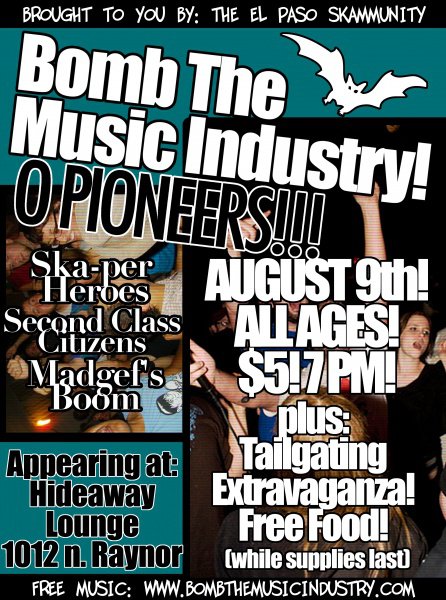 BROUGHT TO YOU BY: THE EL PASO SKAMMUNITY
Bomb The
Music Industry!
O PIONEERS!!!
Ska-per
Heroes
Second Class
Citizens
Madgef's
Boom
AUGUST 9th!
ALL AGES!
$5! 7 PM!
plus:
Tailgating
Extravaganza!
Free Food!
(while supplies last)
Appearing at:
Hideaway
Lounge
1012 n. Raynor
FREE MUSIC: WWW.BOMBTHEMUSICINDUSTRY.COM